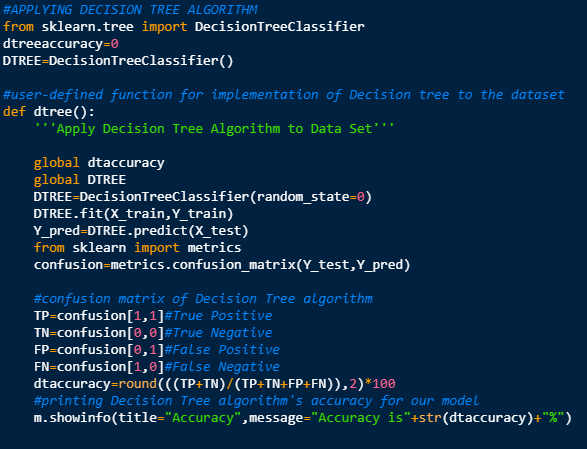 #APPLYING DECISION TREE ALGORITHM
from sklearn.tree import DecisionTreeClassifier
dtreeaccuracy=0
DTREE=DecisionTreeClassifier()

#user-defined function for implementation of Decision tree to the dataset
def dtree():
    '''Apply Decision Tree Algorithm to Data Set'''

    global dtaccuracy
    global DTREE
    DTREE=DecisionTreeClassifier(random_state=0)
    DTREE.fit(X_train,Y_train)
    Y_pred=DTREE.predict(X_test)
    from sklearn import metrics
    confusion=metrics.confusion_matrix(Y_test,Y_pred)

    #confusion matrix of Decision Tree algorithm
    TP=confusion[1,1]#True Positive
    TN=confusion[0,0]#True Negative
    FP=confusion[0,1]#False Positive
    FN=confusion[1,0]#False Negative
    dtaccuracy=round(((TP+TN)/(TP+TN+FP+FN)),2)*100
    #printing Decision Tree algorithm's accuracy for our model
    m.showinfo(title="Accuracy",message="Accuracy is"+str(dtaccuracy)+"%")